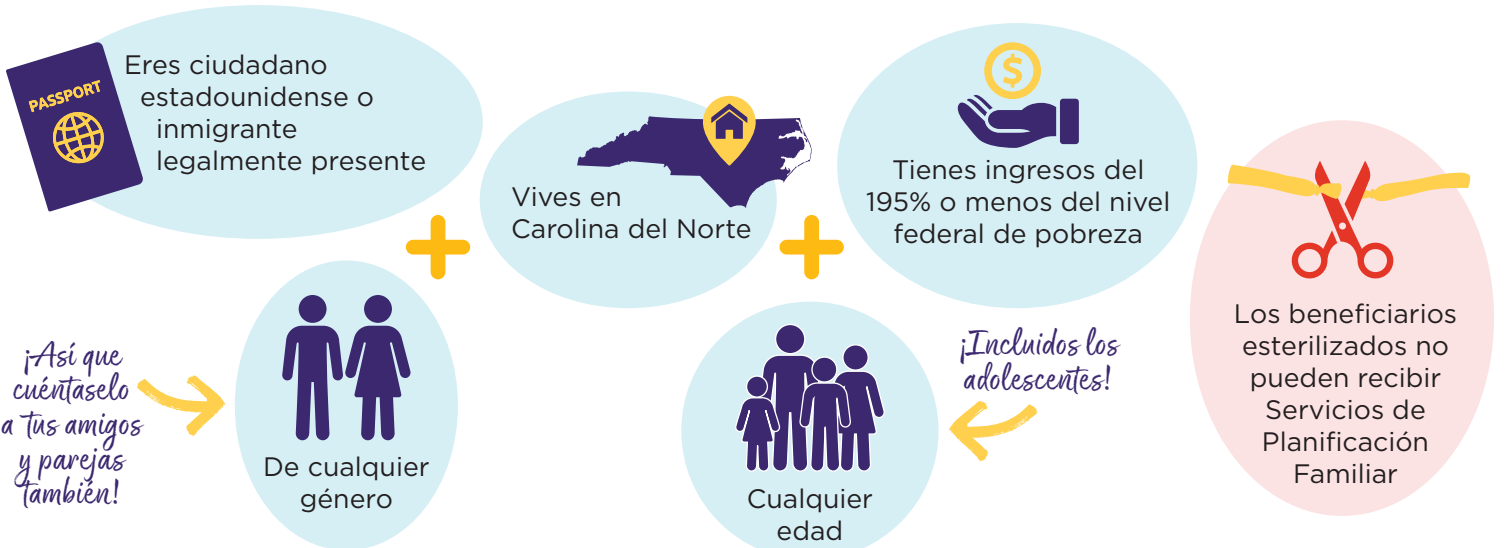 PASSPORT
Eres ciudadano
estadounidense o
inmigrante
legalmente presente
Vives en
Carolina del Norte
$
Tienes ingresos del
195% o menos del nivel
federal de pobreza
¡Así que
cuéntaselo
a tus amigos
y parejas
también!
De cualquier
género
Cualquier
edad
¡Incluidos los
adolescentes!
Los beneficiarios
esterilizados no
pueden recibir
Servicios de
Planificación
Familiar